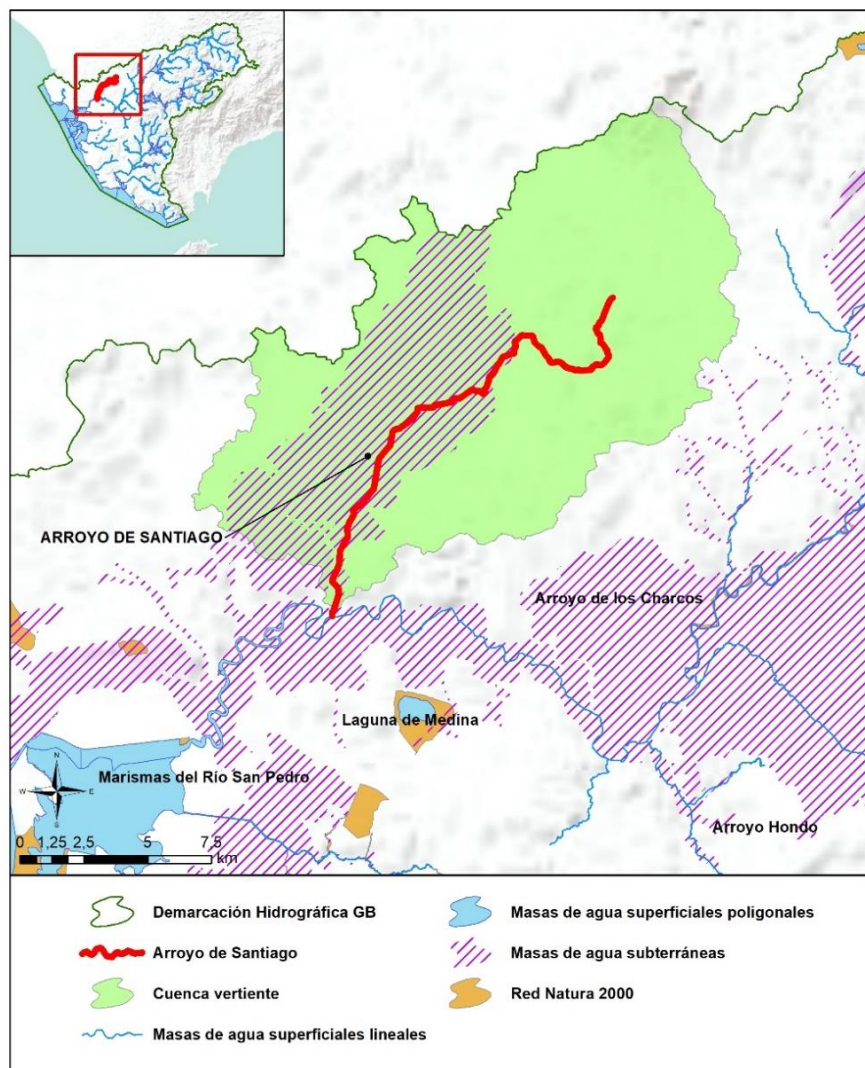 ARROYO DE SANTIAGO
Arroyo de los Charcos
Laguna de Medina
Marismas del Río San Pedro
N
W E
S
Arroyo Hondo
0 1,25 2,5 5 7,5
km
Demarcación Hidrográfica GB
Masas de agua superficiales poligonales
Arroyo de Santiago
Masas de agua subterráneas
Cuenca vertiente
Red Natura 2000
Masas de agua superficiales lineales